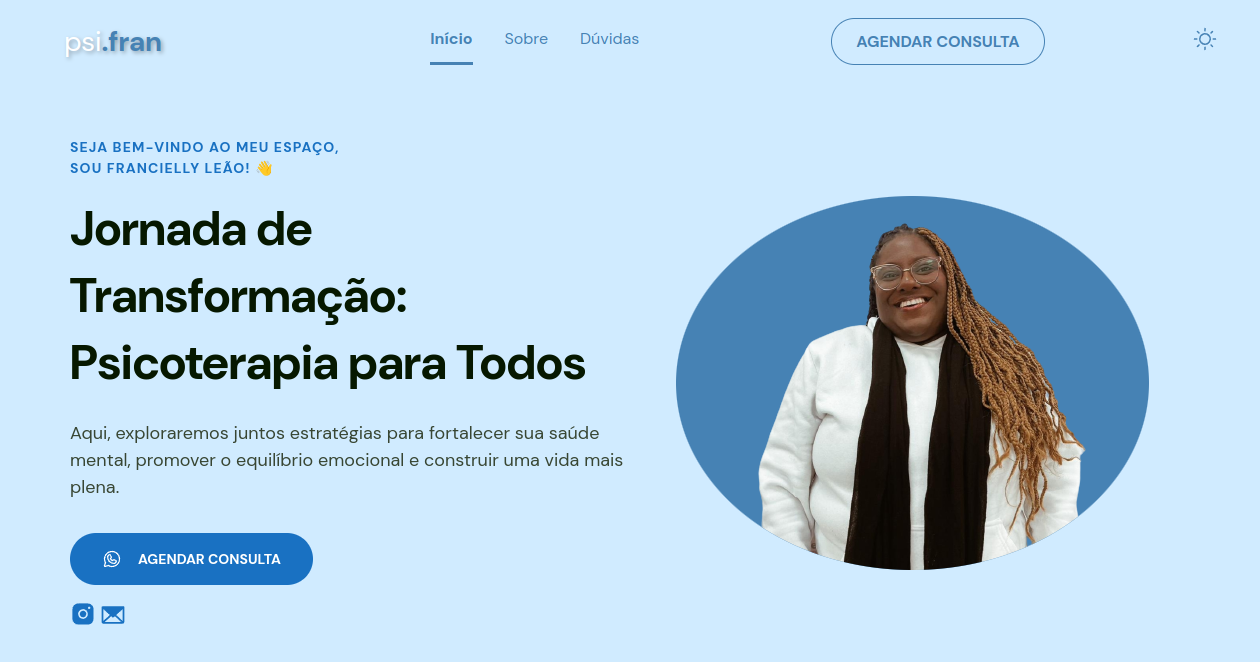 psi.fran
Início
Sobre
Dúvidas
AGENDAR CONSULTA
SEJA BEM-VINDO AO MEU ESPAÇO,
SOU FRANCIELLY LEÃO! 👋
Jornada de
Transformação:
Psicoterapia para Todos
Aqui, exploraremos juntos estratégias para fortalecer sua saúde
mental, promover o equilíbrio emocional e construir uma vida mais
plena.
AGENDAR CONSULTA